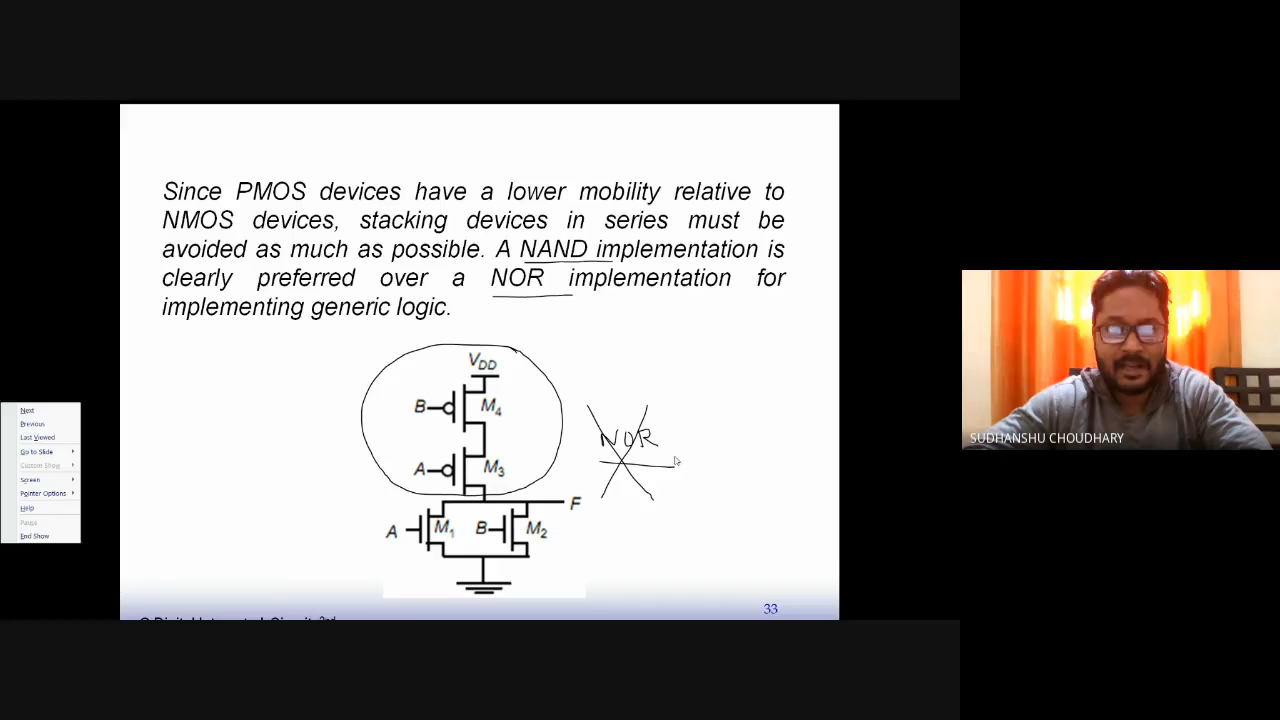 Since PMOS devices have a lower mobility relative to
NMOS devices, stacking devices in series must be
avoided as much as possible. A NAND implementation is
clearly preferred over a NOR implementation for
implementing generic logic.
VDD
B M4
A M3
F
A M1 B M2
NOR
33
Next
Previous
Last Viewed
Go to Slide
Custom Show
Screen
Pointer Options
Help
Pause
End Show
SUDHANSHU CHOUDHARY